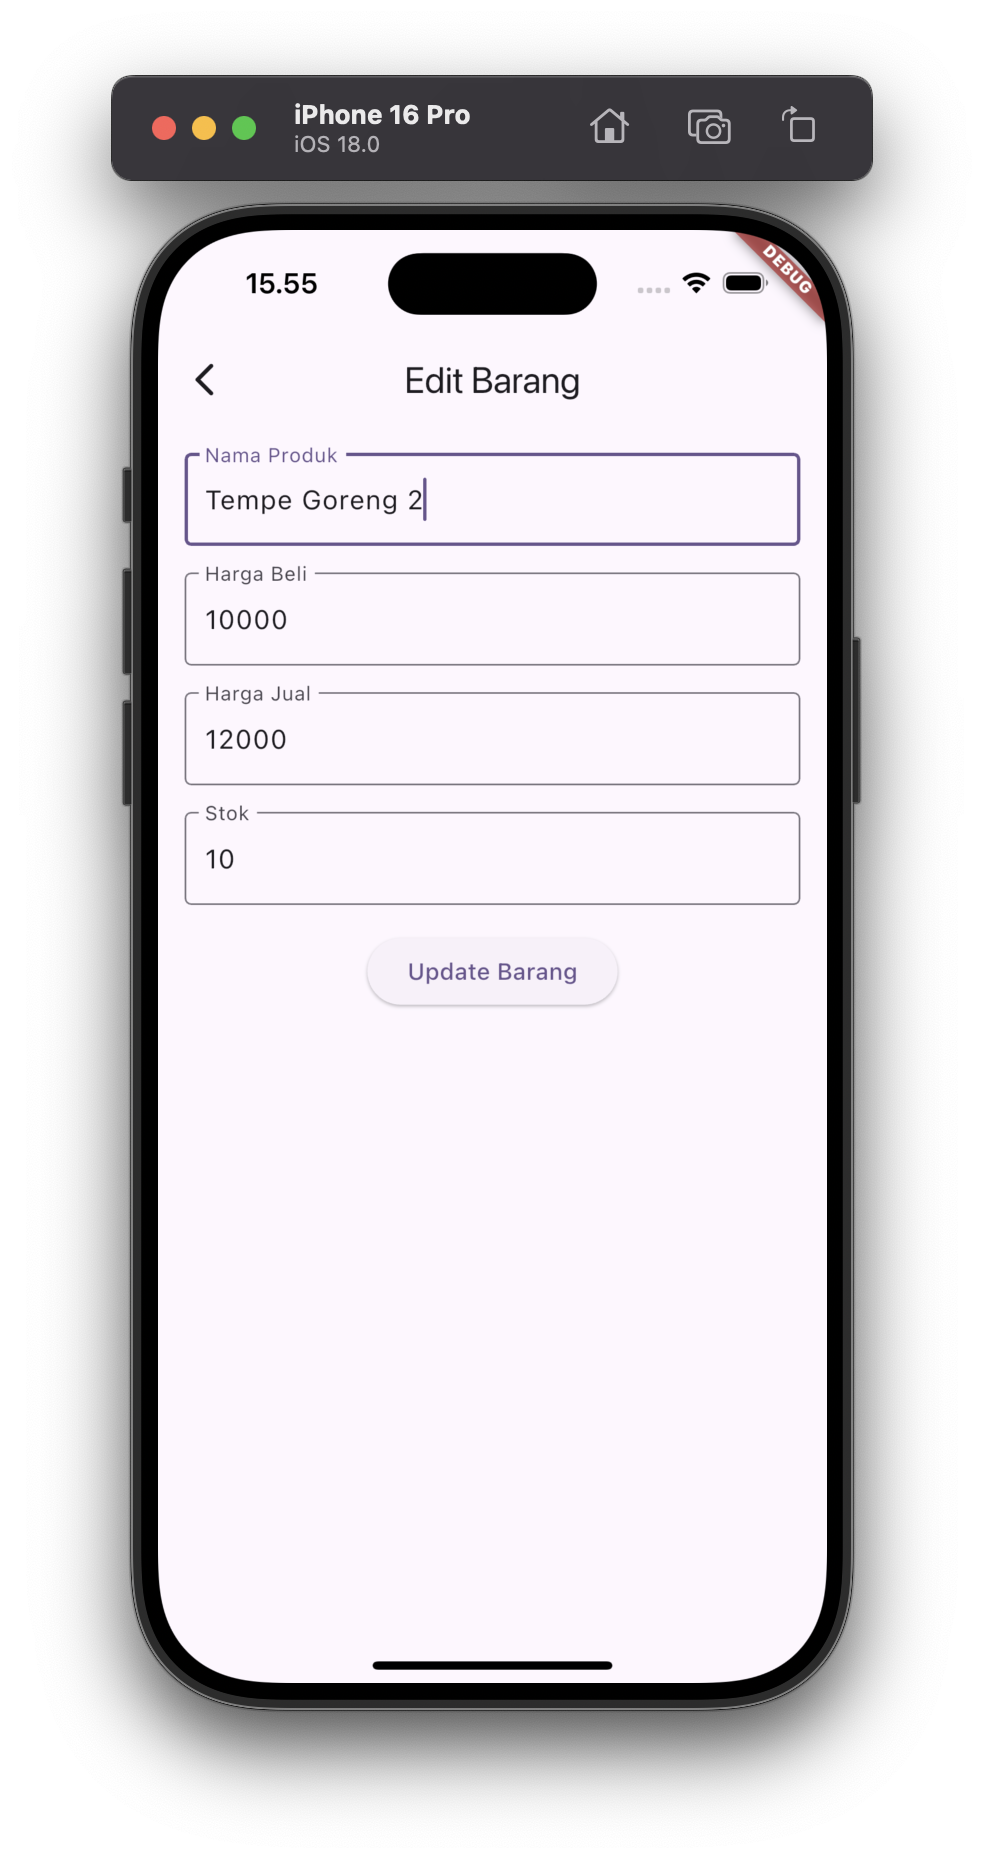 iPhone 16 Pro
iOS 18.0
15.55
DEBUG
Edit Barang
Nama Produk
Tempe Goreng 2
Harga Beli
10000
Harga Jual
12000
Stok
10
Update Barang